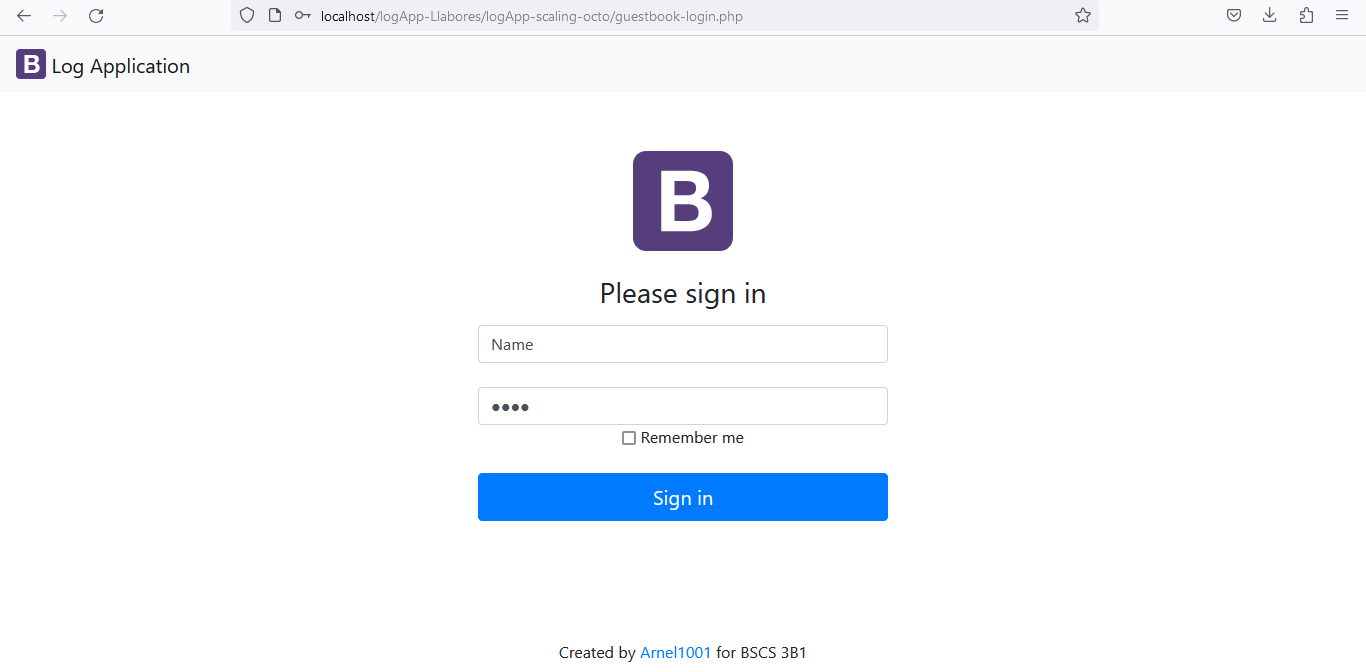 localhost/logApp-Llabores/logApp-scaling-octo/guestbook-login.php
B Log Application
B
Please sign in
Name
••••
Remember me
Sign in
Created by Arnel1001 for BSCS 3B1